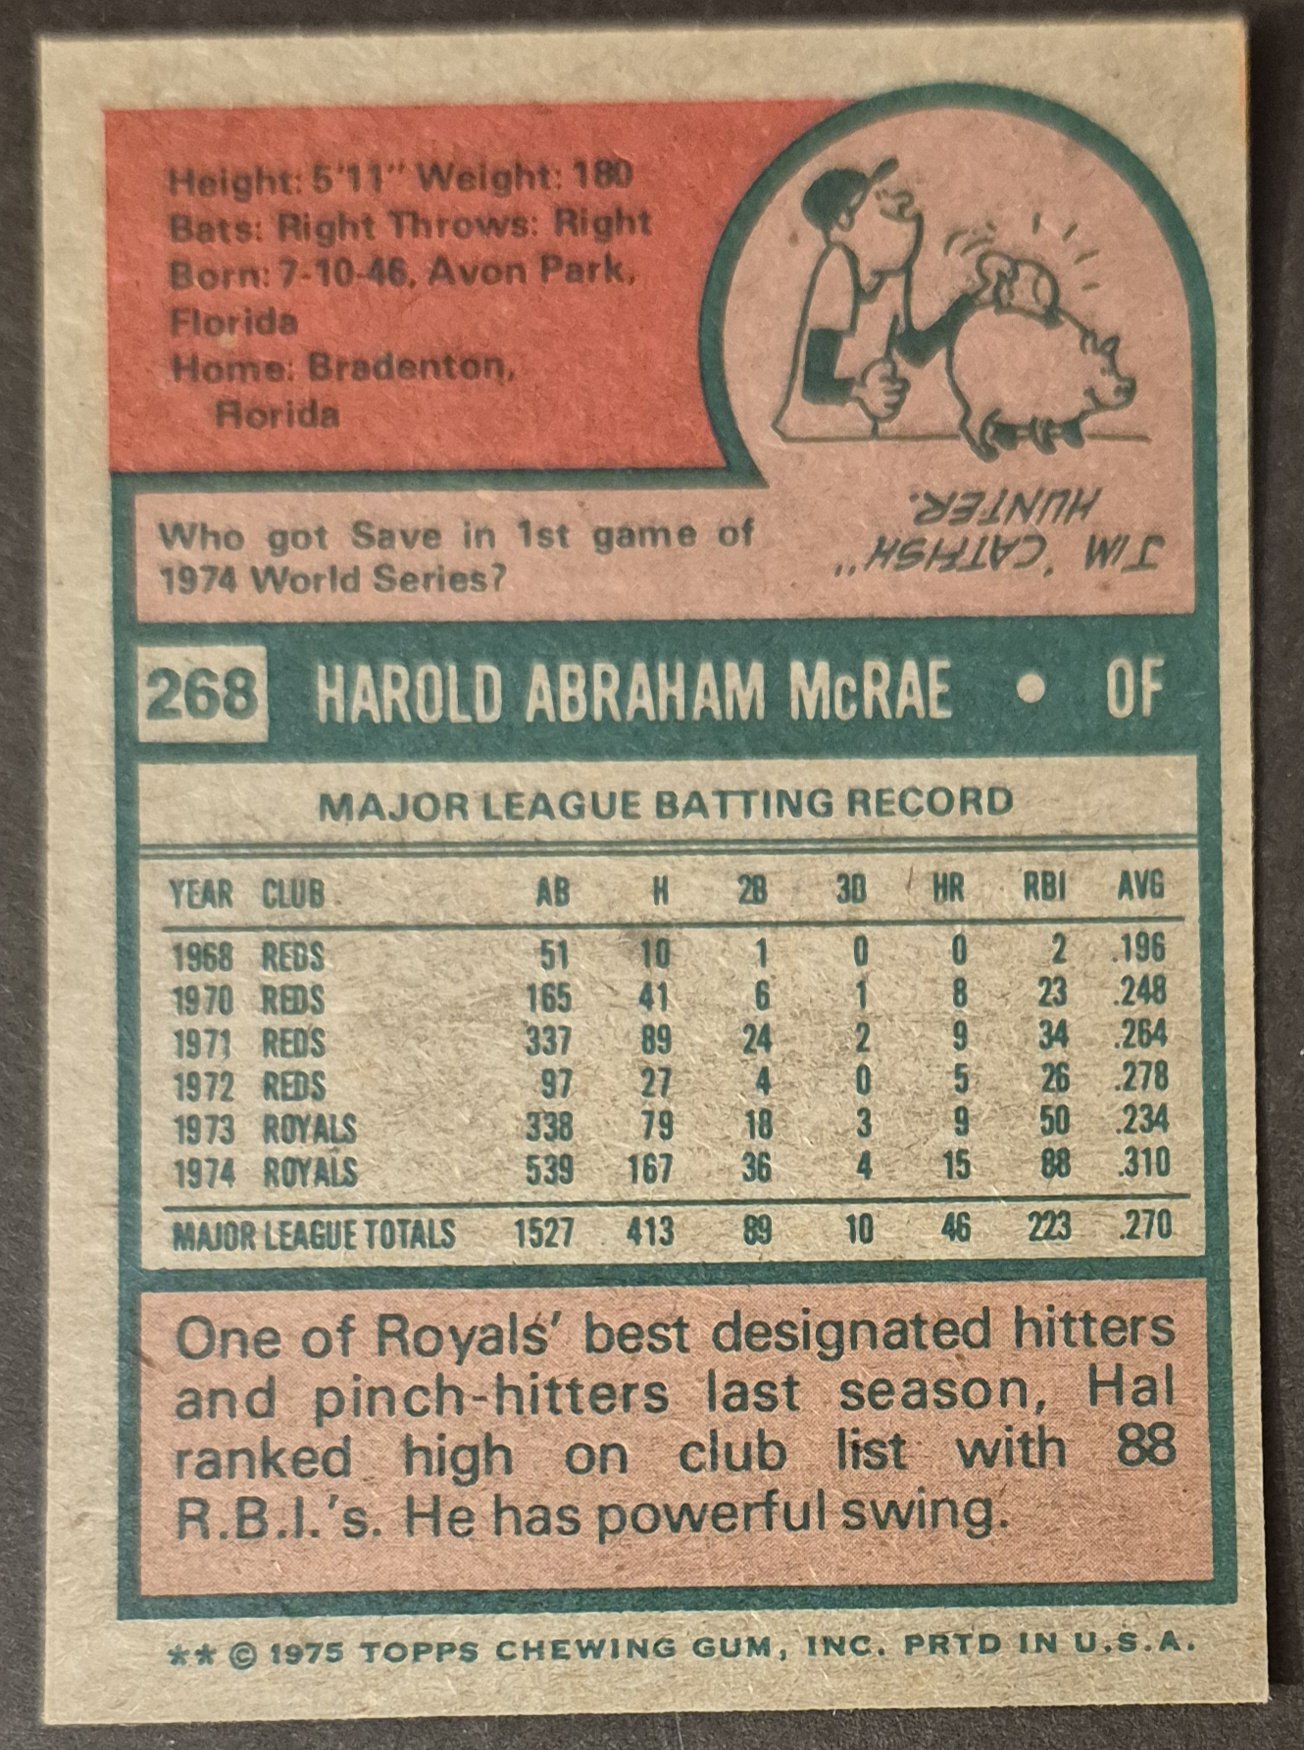 Height: 5'11" Weight: 180
Bats: Right Throws: Right
Born: 7-10-46, Avon Park,
Florida
Home: Bradenton,
Florida
Who got Save in 1st game of
1974 World Series?
JIM "CATFISH"
HUNTER.
268 HAROLD ABRAHAM McRAE • OF
MAJOR LEAGUE BATTING RECORD
YEAR CLUB AB H 2B 3B HR RBI AVG
1968 REDS 51 10 1 0 0 2 .196
1970 REDS 165 41 6 1 8 23 .248
1971 REDS 337 89 24 2 9 34 .264
1972 REDS 97 27 4 0 5 26 .278
1973 ROYALS 338 79 18 3 9 50 .234
1974 ROYALS 539 167 36 4 15 88 .310
MAJOR LEAGUE TOTALS 1527 413 89 10 46 223 .270
One of Royals' best designated hitters
and pinch-hitters last season, Hal
ranked high on club list with 88
R.B.I.'s. He has powerful swing.
** © 1975 TOPPS CHEWING GUM, INC. PRTD IN U.S.A.